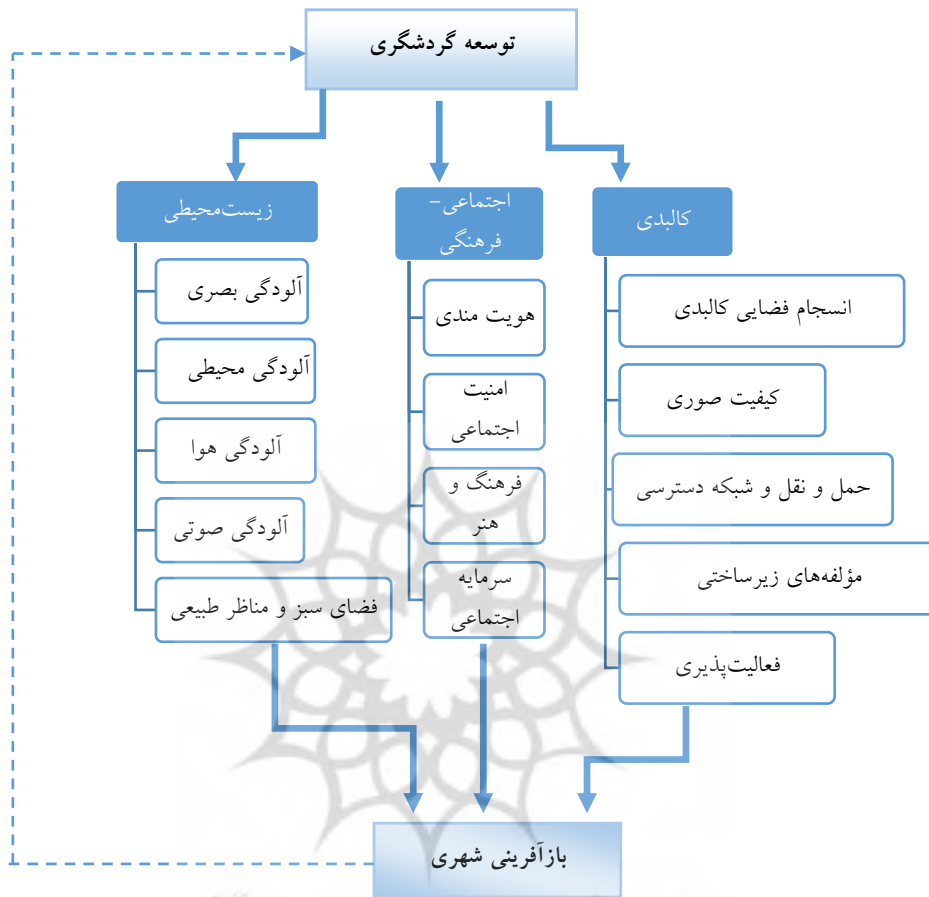 توسعه گردشگری
کالبدی
انسجام فضایی کالبدی
کیفیت صوری
حمل و نقل و شبکه دسترسی
مؤلفه‌های زیرساختی
فعالیت‌پذیری
اجتماعی-
فرهنگی
هویت مندی
امنیت
اجتماعی
فرهنگ و
هنر
سرمایه
اجتماعی
زیست‌محیطی
آلودگی بصری
آلودگی محیطی
آلودگی هوا
آلودگی صوتی
فضای سبز و مناظر طبیعی
بازآفرینی شهری